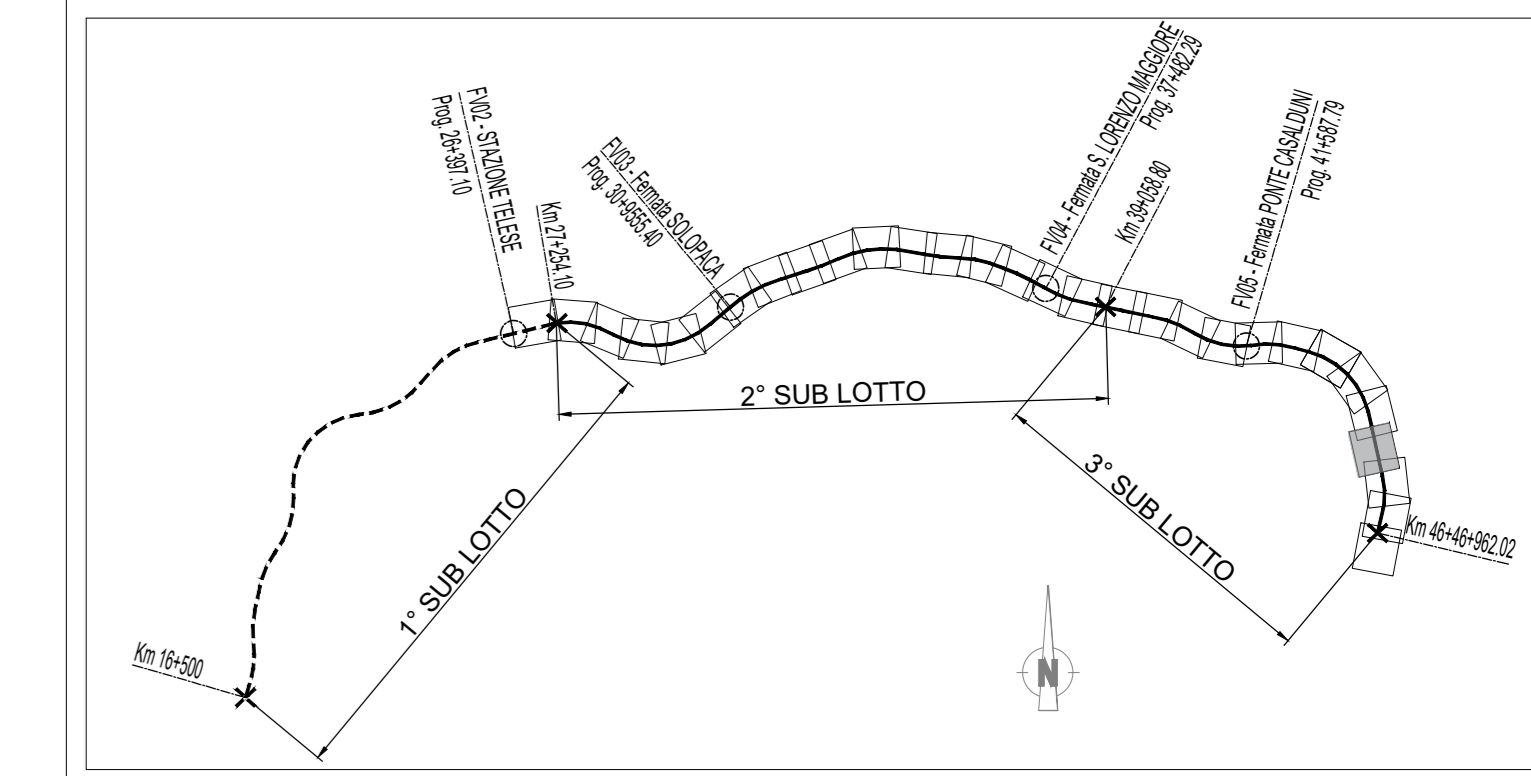 FV02 - STAZIONE TELESE
Prog. 26+397.10
Km 27+254.10
FV03 - Fermata SOLOPACA
Prog. 30+9555.40
FV04 - Fermata S. LORENZO MAGGIORE
Prog. 37+482.29
Km 39+058.80
FV05 - Fermata PONTE CASALDUNI
Prog. 41+587.79
2° SUB LOTTO
1° SUB LOTTO
3° SUB LOTTO
Km 46+46+962.02
Km 16+500
N